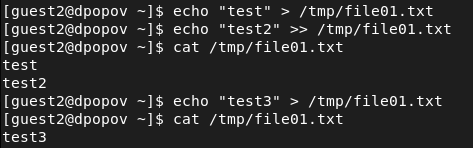 [guest2@dpopov ~]$ echo "test" > /tmp/file01.txt
[guest2@dpopov ~]$ echo "test2" >> /tmp/file01.txt
[guest2@dpopov ~]$ cat /tmp/file01.txt
test
test2
[guest2@dpopov ~]$ echo "test3" > /tmp/file01.txt
[guest2@dpopov ~]$ cat /tmp/file01.txt
test3